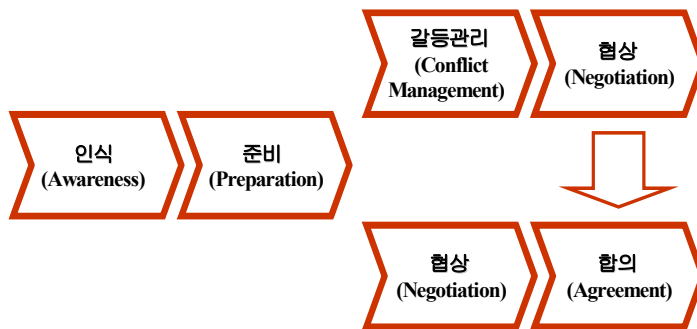 갈등관리
(Conflict
Management)
협상
(Negotiation)
인식
(Awareness)
준비
(Preparation)
협상
(Negotiation)
합의
(Agreement)